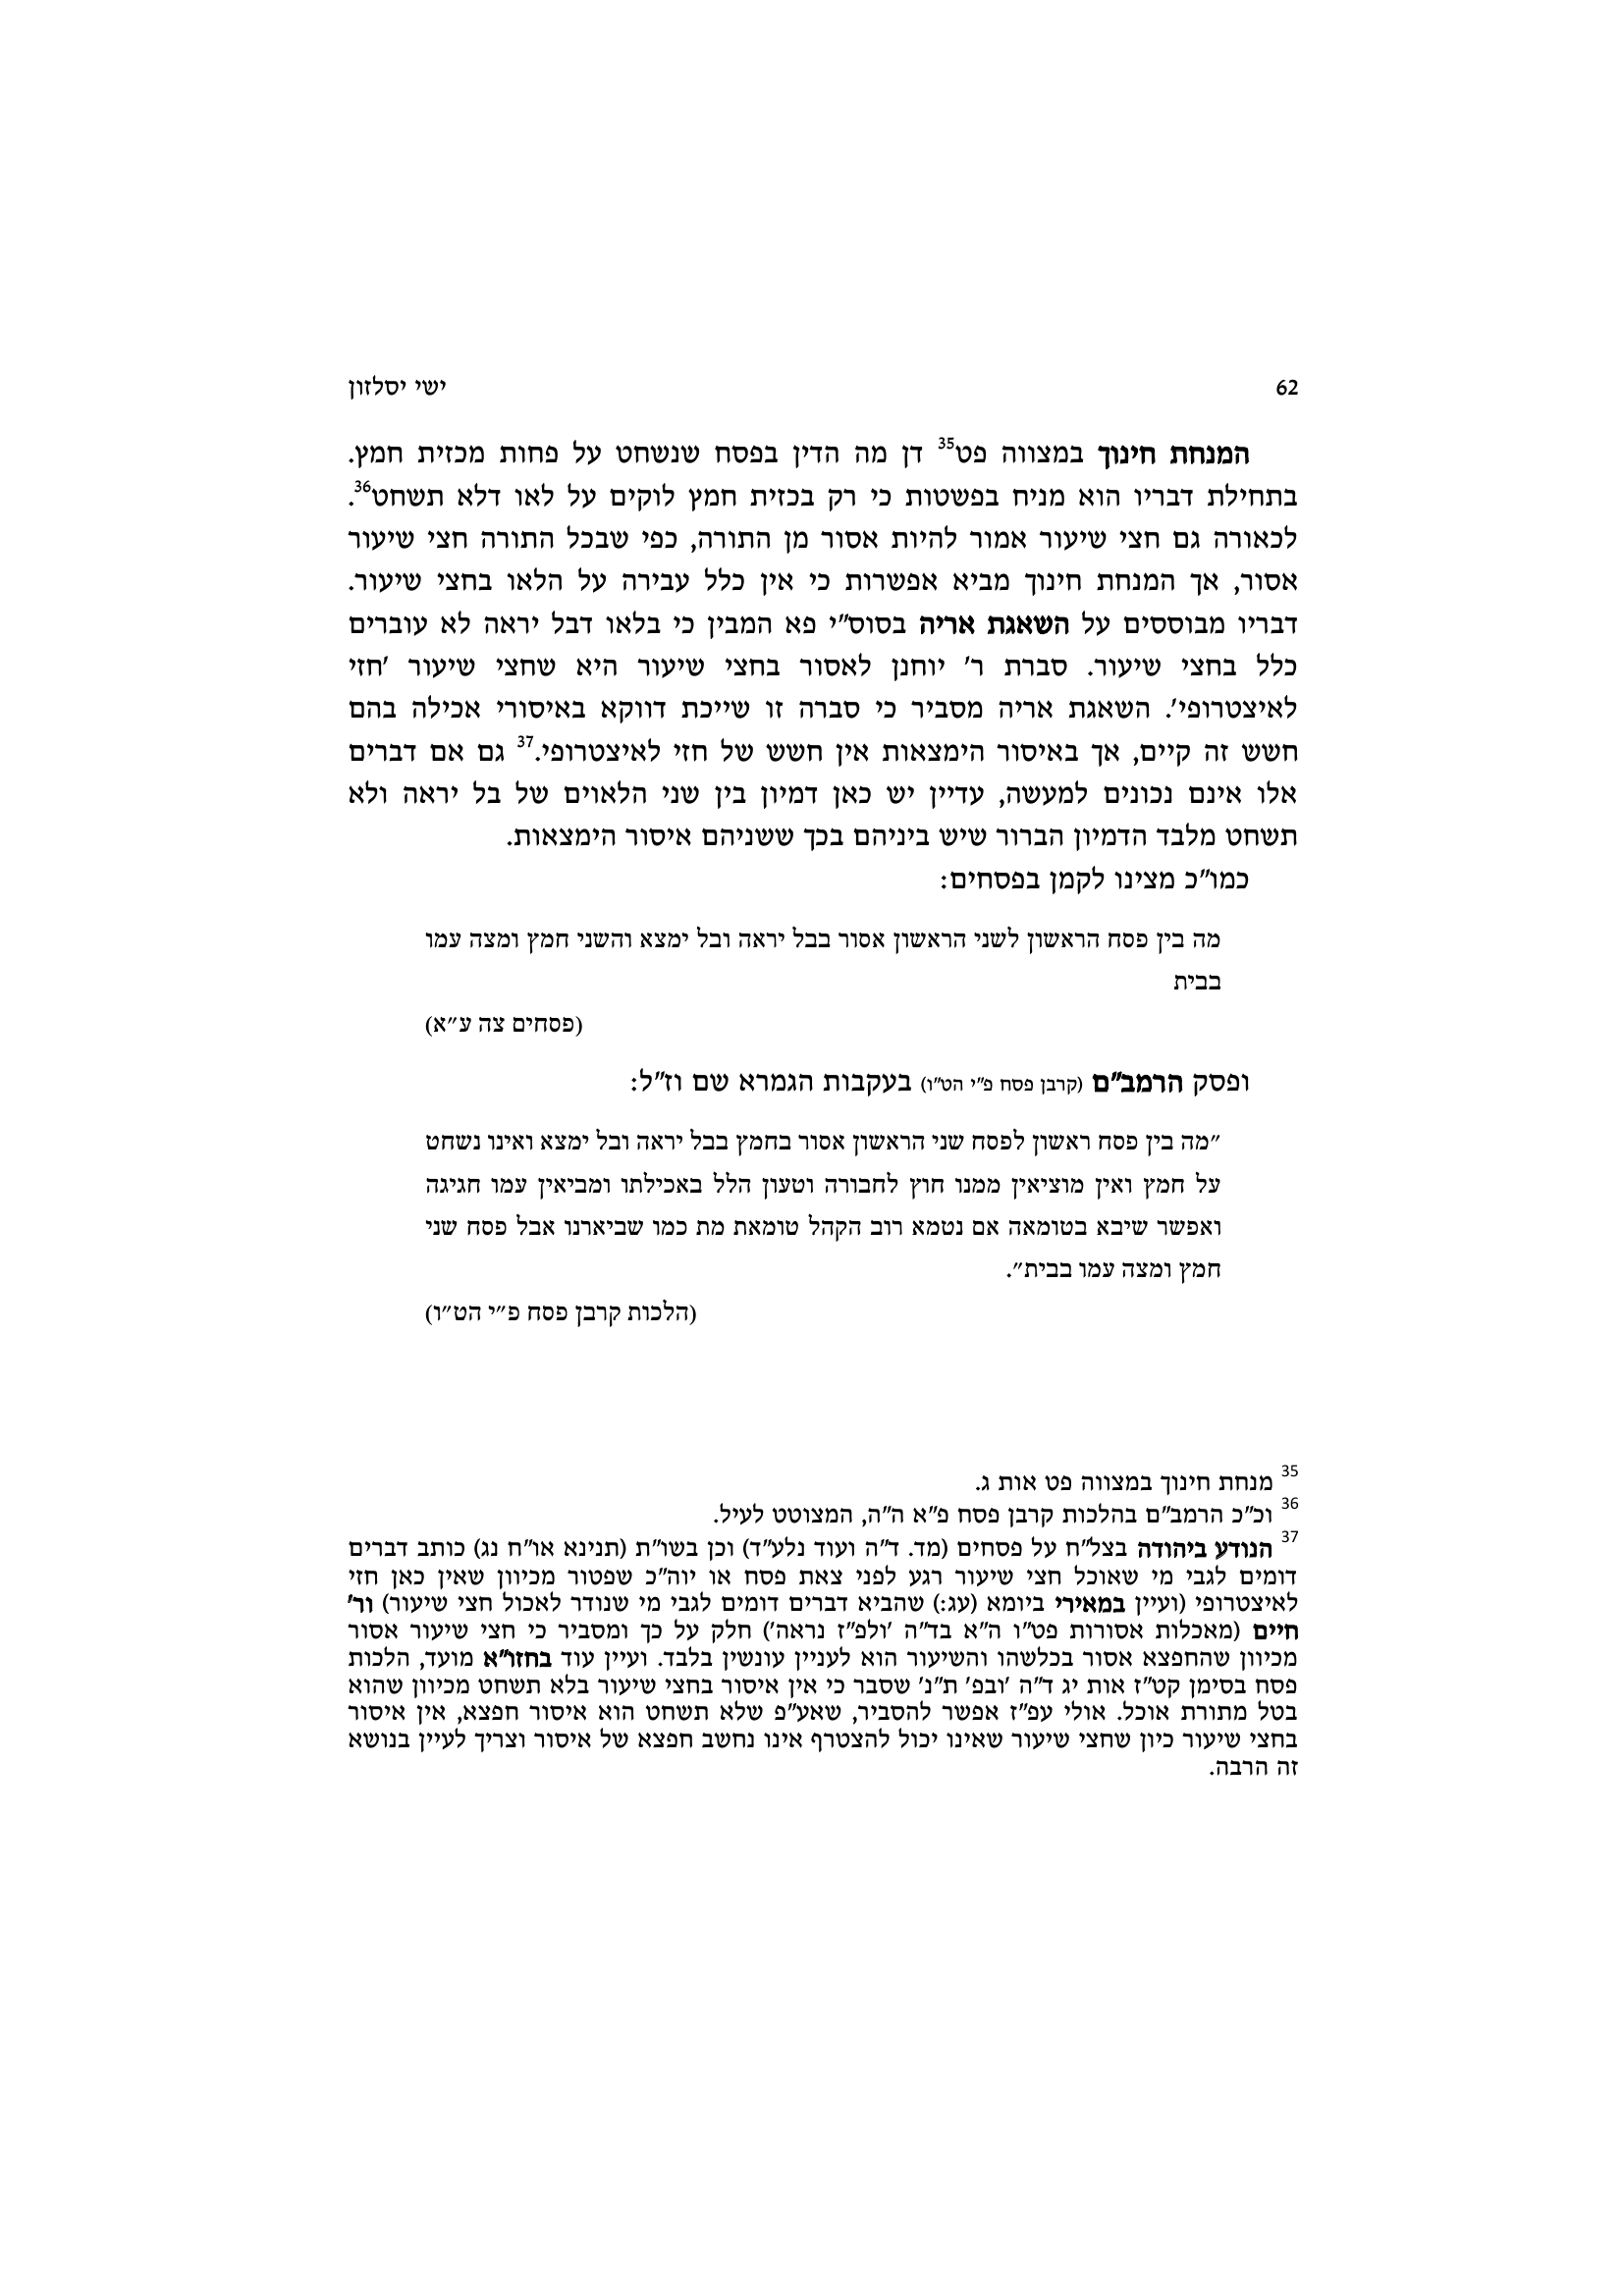 62 ישי יסלזון
המנחת חינוך במצווה פט35 דן מה הדין בפסח שנשחט על פחות מכזית חמץ.
בתחילת דבריו הוא מניח בפשטות כי רק בכזית חמץ לוקים על לאו דלא תשחט36.
לכאורה גם חצי שיעור אמור להיות אסור מן התורה, כפי שבכל התורה חצי שיעור
אסור, אך המנחת חינוך מביא אפשרות כי אין כלל עבירה על הלאו בחצי שיעור.
דבריו מבוססים על השאגת אריה בסוס"י פא המבין כי בלאו דבל יראה לא עוברים
כלל בחצי שיעור. סברת ר' יוחנן לאסור בחצי שיעור היא שחצי שיעור 'חזי
לאיצטרופי'. השאגת אריה מסביר כי סברה זו שייכת דווקא באיסורי אכילה בהם
חשש זה קיים, אך באיסור הימצאות אין חשש של חזי לאיצטרופי.37 גם אם דברים
אלו אינם נכונים למעשה, עדיין יש כאן דמיון בין שני הלאוים של בל יראה ולא
תשחט מלבד הדמיון הברור שיש ביניהם בכך ששניהם איסור הימצאות.
כמו"כ מצינו לקמן בפסחים:
מה בין פסח הראשון לשני הראשון אסור בבל יראה ובל ימצא והשני חמץ ומצה עמו
בבית
(פסחים צה ע"א)
ופסק הרמב"ם (קרבן פסח פ"י הט"ו) בעקבות הגמרא שם וז"ל:
"מה בין פסח ראשון לפסח שני הראשון אסור בחמץ בבל יראה ובל ימצא ואינו נשחט
על חמץ ואין מוציאין ממנו חוץ לחבורה וטעון הלל באכילתו ומביאין עמו חגיגה
ואפשר שיבא בטומאה אם נטמא רוב הקהל טומאת מת כמו שביארנו אבל פסח שני
חמץ ומצה עמו בבית".
(הלכות קרבן פסח פ"י הט"ו)
35 מנחת חינוך במצווה פט אות ג.
36 וכ"כ הרמב"ם בהלכות קרבן פסח פ"א ה"ה, המצוטט לעיל.
37 הנודע ביהודה בצל"ח על פסחים (מד. ד"ה ועוד נלע"ד) וכן בשו"ת (תנינא או"ח נג) כותב דברים
דומים לגבי מי שאוכל חצי שיעור רגע לפני צאת פסח או יוה"כ שפטור מכיוון שאין כאן חזי
לאיצטרופי (ועיין במאירי ביומא (עג:) שהביא דברים דומים לגבי מי שנודר לאכול חצי שיעור) ור'
חיים (מאכלות אסורות פט"ו ה"א בד"ה 'ולפ"ז נראה') חלק על כך ומסביר כי חצי שיעור אסור
מכיוון שהחפצא אסור בכלשהו והשיעור הוא לעניין עונשין בלבד. ועיין עוד בחזו"א מועד, הלכות
פסח בסימן קט"ז אות יג ד"ה 'ובפ' ת"נ' שסבר כי אין איסור בחצי שיעור בלא תשחט מכיוון שהוא
בטל מתורת אוכל. אולי עפ"ז אפשר להסביר, שאע"פ שלא תשחט הוא איסור חפצא, אין איסור
בחצי שיעור כיון שחצי שיעור שאינו יכול להצטרף אינו נחשב חפצא של איסור וצריך לעיין בנושא
זה הרבה.